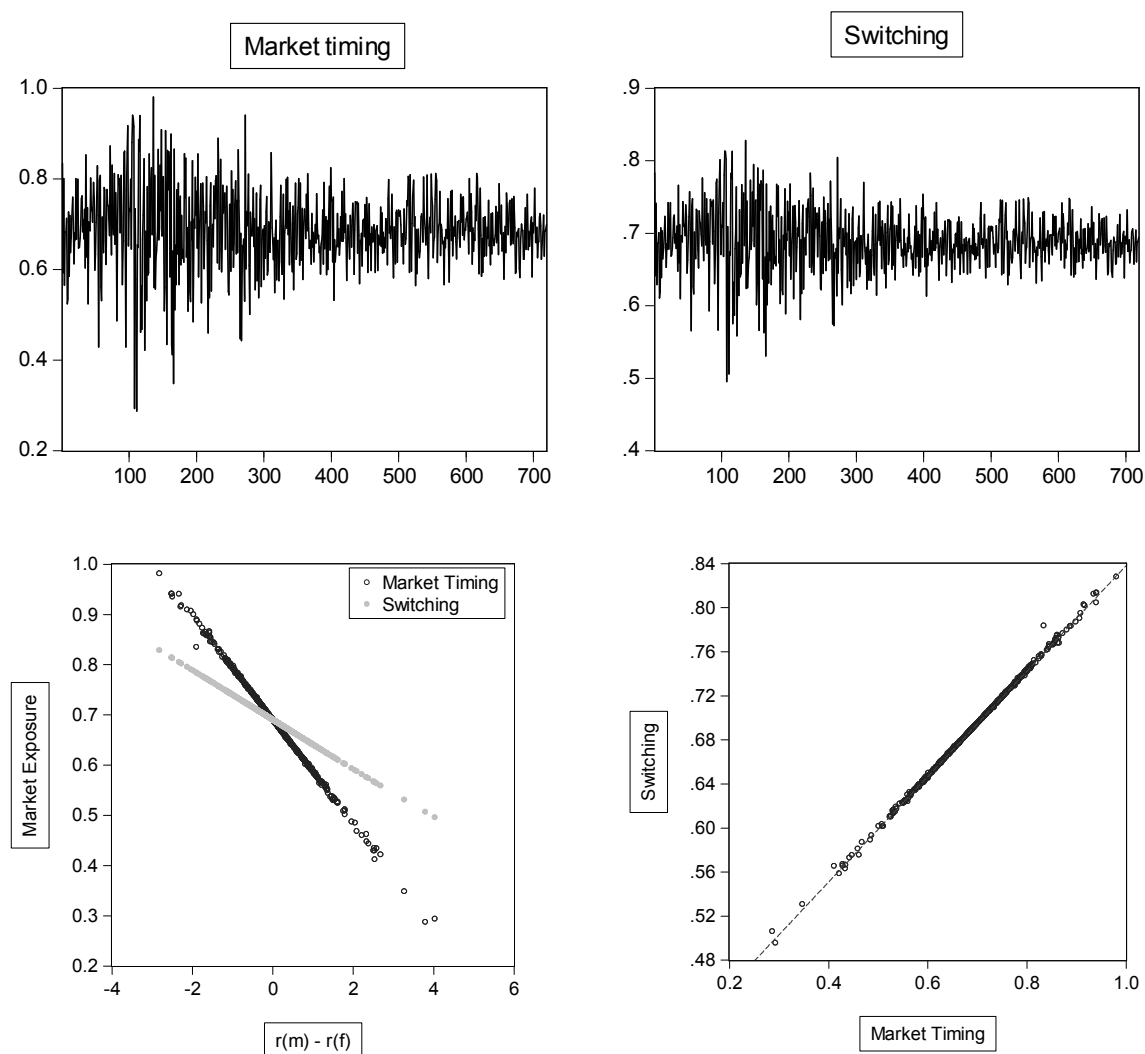 Market timing
Switching
1.0
0.8
0.6
0.4
0.2
100 200 300 400 500 600 700
.9
.8
.7
.6
.5
.4
100 200 300 400 500 600 700
Market Exposure
1.0
0.9
0.8
0.7
0.6
0.5
0.4
0.3
0.2
Market Timing
Switching
-4 -2 0 2 4 6
r(m) - r(f)
Switching
.84
.80
.76
.72
.68
.64
.60
.56
.52
.48
0.2 0.4 0.6 0.8 1.0
Market Timing